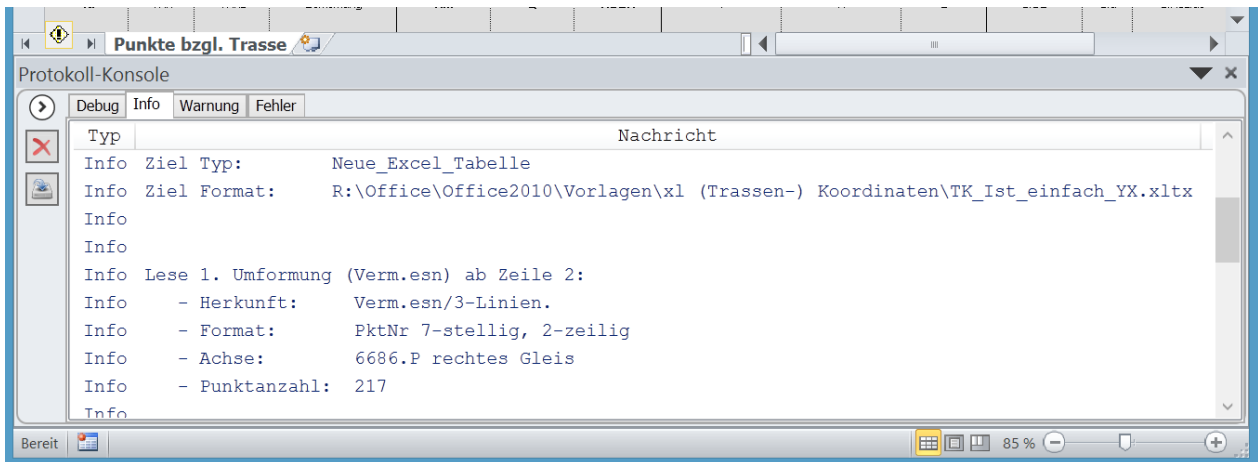 Punkte bzgl. Trasse
Protokoll-Konsole
Debug Info Warnung Fehler
Typ Nachricht
Info Ziel Typ: Neue_Excel_Tabelle
Info Ziel Format: R:\Office\Office2010\Vorlagen\xl (Trassen-) Koordinaten\TK_Ist_einfach_YX.xltx
Info
Info
Info Lese 1. Umformung (Verm.esn) ab Zeile 2:
Info - Herkunft: Verm.esn/3-Linien.
Info - Format: PktNr 7-stellig, 2-zeilig
Info - Achse: 6686.P rechtes Gleis
Info - Punktanzahl: 217
Info
Bereit 85 %